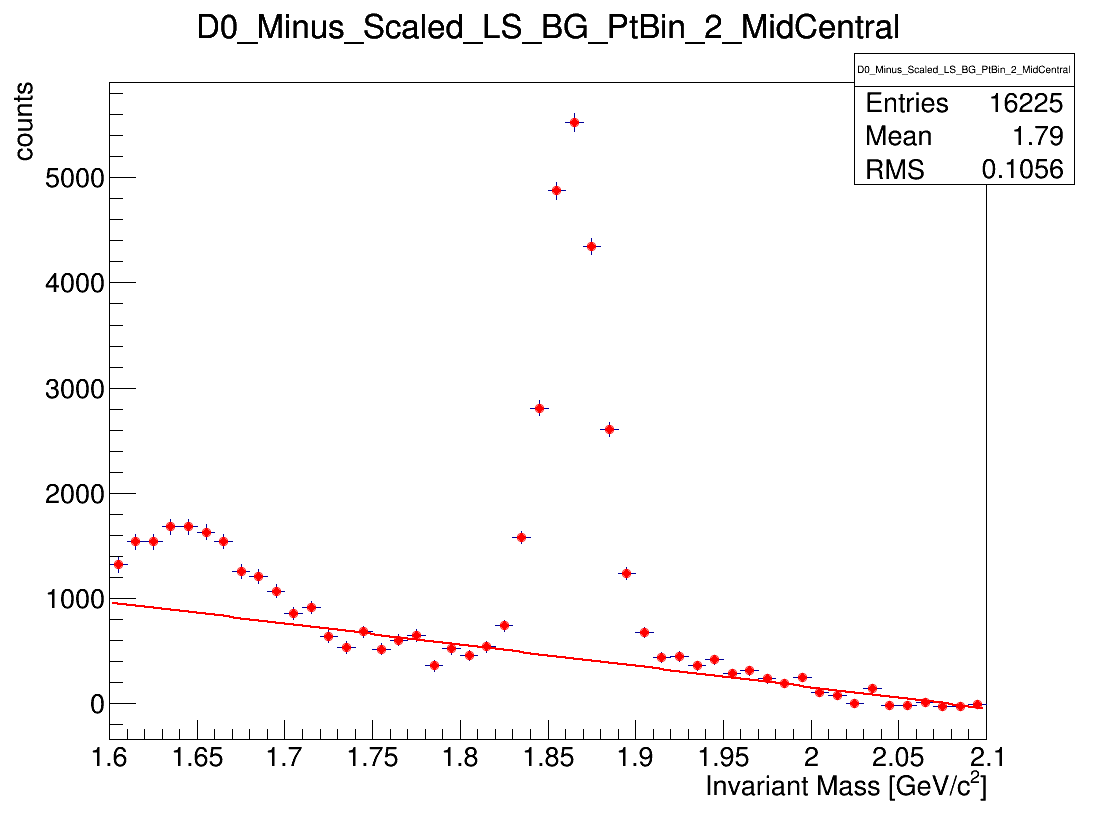 D0_Minus_Scaled_LS_BG_PtBin_2_MidCentral
D0_Minus_Scaled_LS_BG_PtBin_2_MidCentral
Entries 16225
Mean 1.79
RMS 0.1056
counts
5000
4000
3000
2000
1000
0
1.6 1.65 1.7 1.75 1.8 1.85 1.9 1.95 2 2.05 2.1
Invariant Mass [GeV/c²]